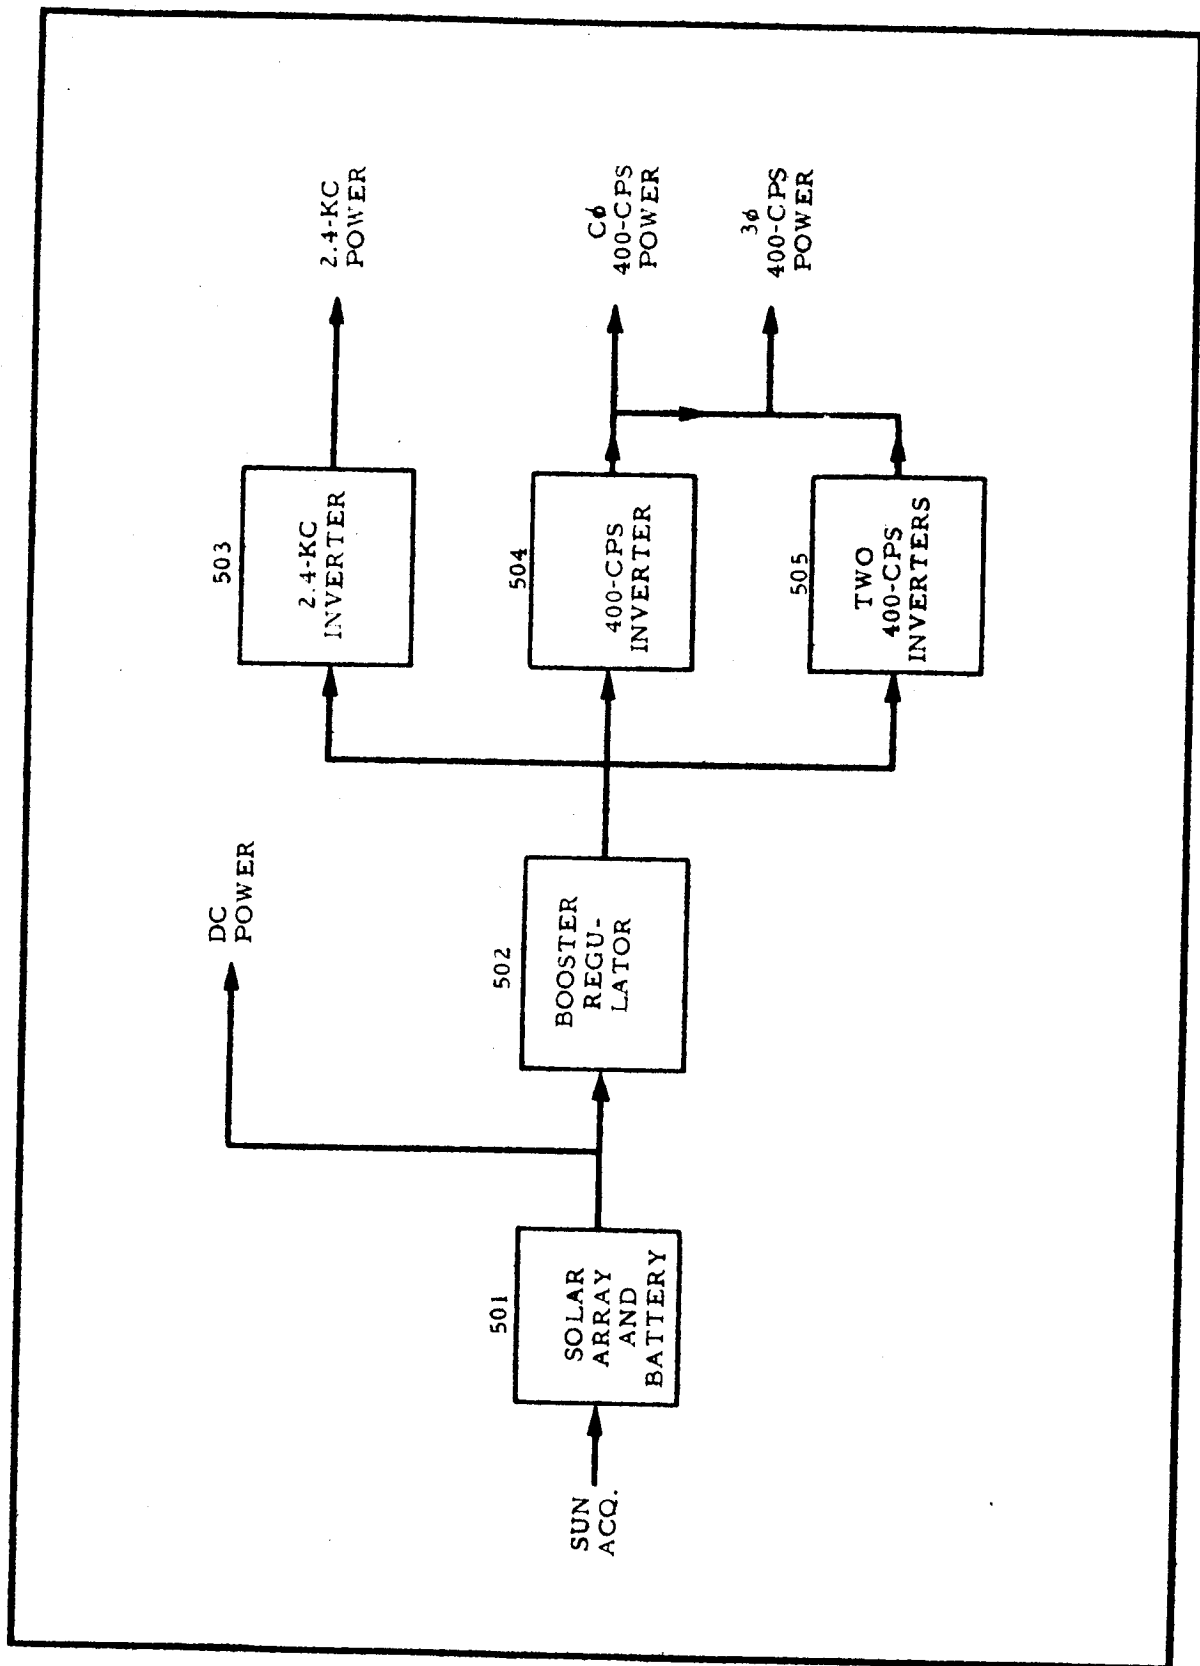 SUN
ACQ.
501
SOLAR
ARRAY
AND
BATTERY
DC
POWER
502
BOOSTER
REGU-
LATOR
503
2.4-KC
INVERTER
2.4-KC
POWER
504
400-CPS
INVERTER
Cϕ
400-CPS
POWER
505
TWO
400-CPS
INVERTERS
3ϕ
400-CPS
POWER